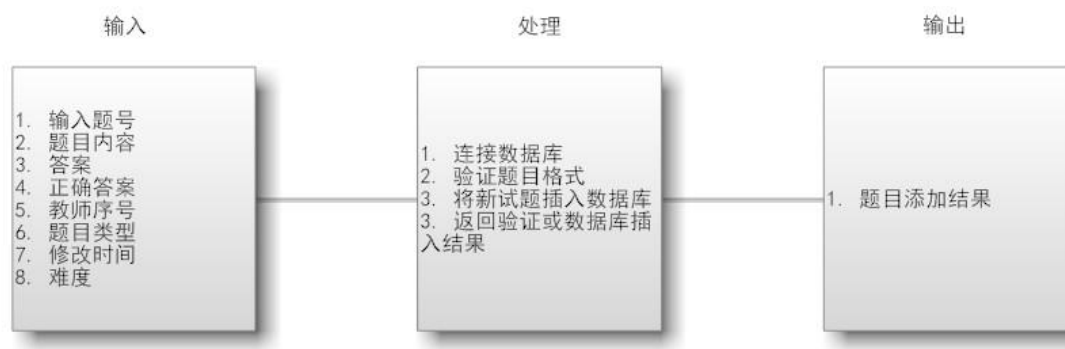 输入
处理
输出
1. 输入题号
2. 题目内容
3. 答案
4. 正确答案
5. 教师序号
6. 题目类型
7. 修改时间
8. 难度
1. 连接数据库
2. 验证题目格式
3. 将新试题插入数据库
3. 返回验证或数据库插
入结果
1. 题目添加结果